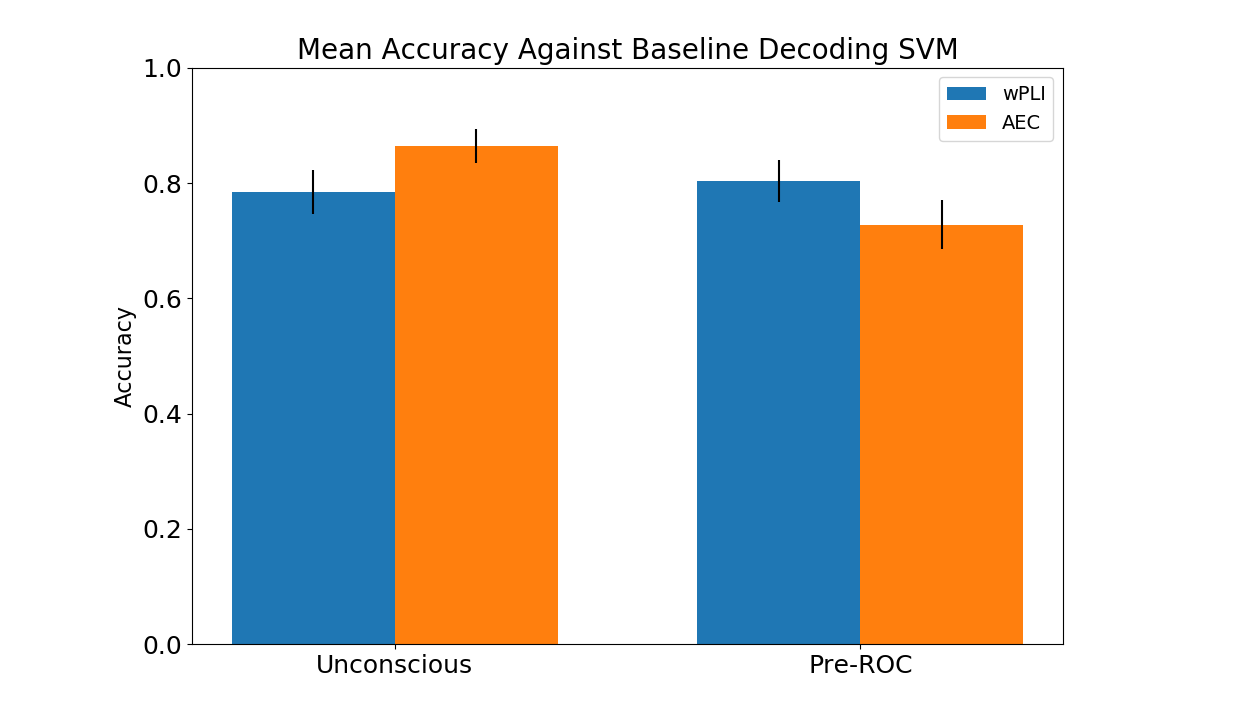 Mean Accuracy Against Baseline Decoding SVM
1.0
0.8
0.6
0.4
0.2
0.0
Accuracy
wPLI
AEC
Unconscious
Pre-ROC